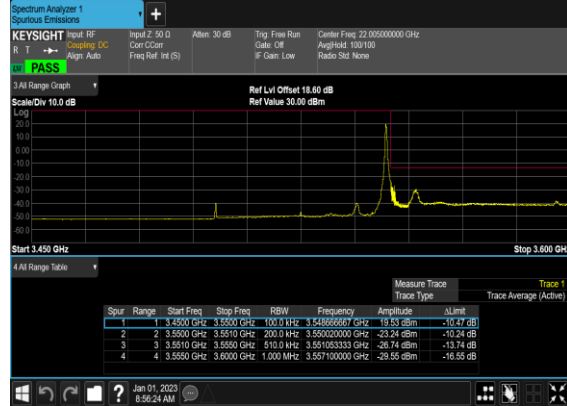 Spectrum Analyzer 1
Spurious Emissions
+
KEYSIGHT Input: RF Input Z: 50 Ω Atten: 30 dB Trig: Free Run Center Freq: 22.005000000 GHz
R T Coupling: DC Corr CCorr Gate: Off Avg|Hold: 100/100
Align: Auto Freq Ref: Int (S) IF Gain: Low Radio Std: None
PASS
3 All Range Graph Ref Lvl Offset 18.60 dB
Scale/Div 10.0 dB Ref Value 30.00 dBm
Log
20.0
10.0
0.00
-10.0
-20.0
-30.0
-40.0
-50.0
-60.0
Start 3.450 GHz Stop 3.600 GHz
4 All Range Table
Measure Trace Trace 1
Trace Type Trace Average (Active)
Spur Range Start Freq Stop Freq RBW Frequency Amplitude ΔLimit
1 1 3.4500 GHz 3.5500 GHz 100.0 kHz 3.548666667 GHz 19.53 dBm -10.47 dB
2 2 3.5500 GHz 3.5510 GHz 200.0 kHz 3.550020000 GHz -23.24 dBm -10.24 dB
3 3 3.5510 GHz 3.5550 GHz 510.0 kHz 3.551053333 GHz -26.74 dBm -13.74 dB
4 4 3.5550 GHz 3.6000 GHz 1.000 MHz 3.557100000 GHz -29.55 dBm -16.55 dB
? Jan 01, 2023
8:56:24 AM